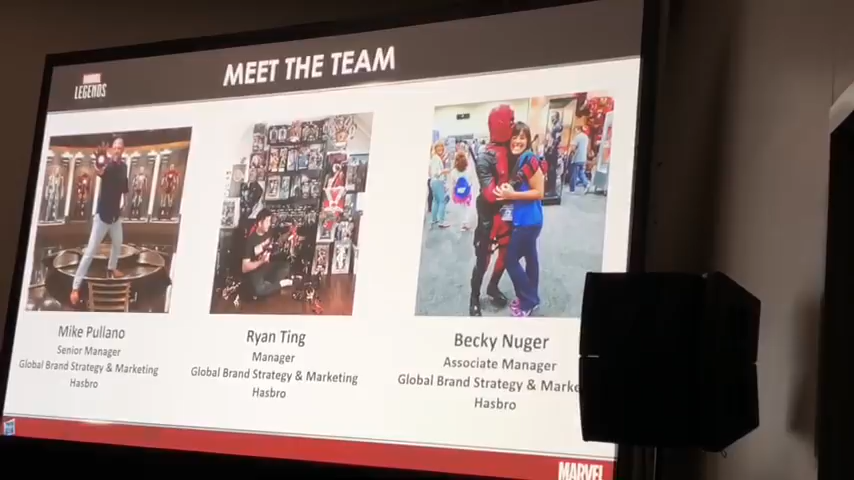 MARVEL
LEGENDS
MEET THE TEAM
Mike Pullano
Senior Manager
Global Brand Strategy & Marketing
Hasbro
Ryan Ting
Manager
Global Brand Strategy & Marketing
Hasbro
Becky Nuger
Associate Manager
Global Brand Strategy & Marke
Hasbro
MARVEL